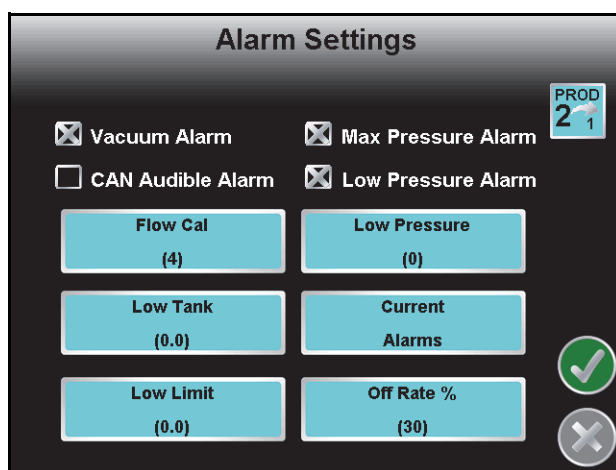 Alarm Settings
PROD
2 1
Vacuum Alarm
Max Pressure Alarm
CAN Audible Alarm
Low Pressure Alarm
Flow Cal
(4)
Low Pressure
(0)
Low Tank
(0.0)
Current
Alarms
Low Limit
(0.0)
Off Rate %
(30)